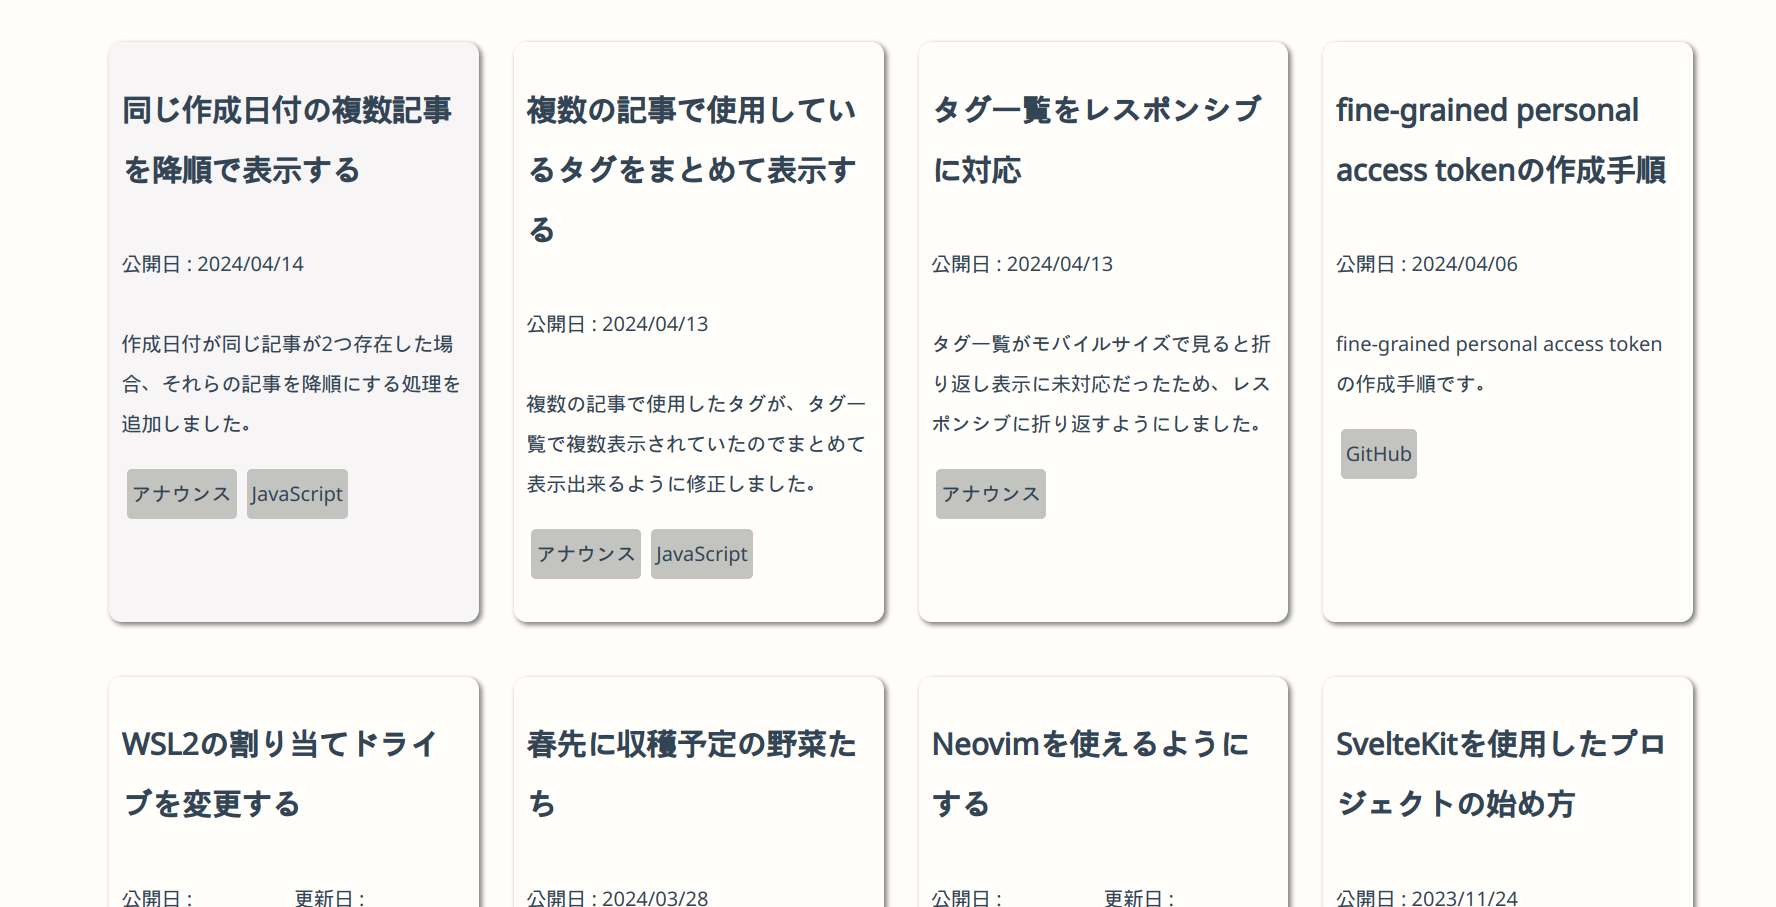 同じ作成日付の複数記事
を降順で表示する
公開日 : 2024/04/14
作成日付が同じ記事が2つ存在した場
合、それらの記事を降順にする処理を
追加しました。
アナウンス JavaScript
複数の記事で使用してい
るタグをまとめて表示す
る
公開日 : 2024/04/13
複数の記事で使用したタグが、タグ一
覧で複数表示されていたのでまとめて
表示出来るように修正しました。
アナウンス JavaScript
タグ一覧をレスポンシブ
に対応
公開日 : 2024/04/13
タグ一覧がモバイルサイズで見ると折
り返し表示に未対応だったため、レス
ポンシブに折り返すようにしました。
アナウンス
fine-grained personal
access tokenの作成手順
公開日 : 2024/04/06
fine-grained personal access token
の作成手順です。
GitHub
WSL2の割り当てドライ
ブを変更する
公開日 : 更新日 :
春先に収穫予定の野菜た
ち
公開日 : 2024/03/28
Neovimを使えるように
する
公開日 : 更新日 :
SvelteKitを使用したプロ
ジェクトの始め方
公開日 : 2023/11/24